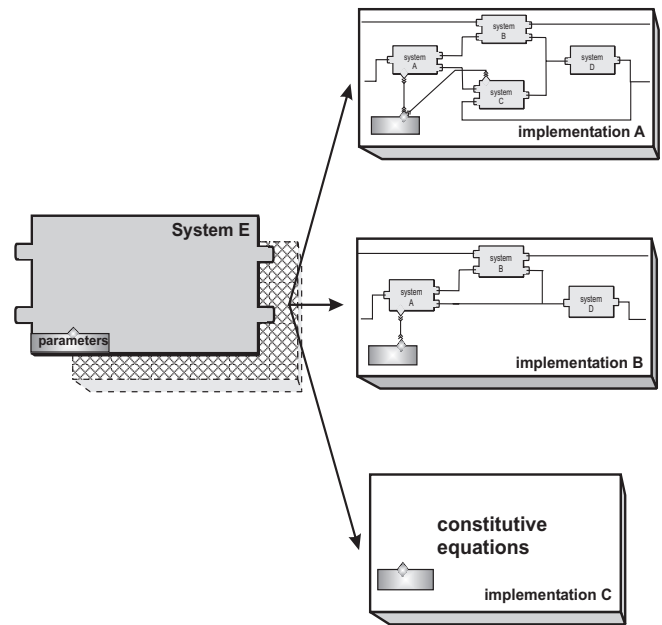 system
B
system
A
system
C
system
D
implementation A
System E
parameters
system
B
system
A
system
D
implementation B
constitutive
equations
implementation C